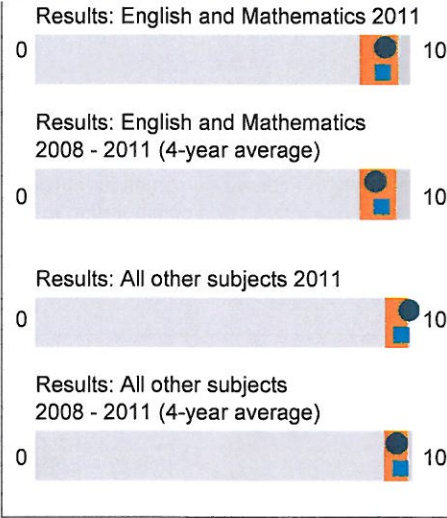 Results: English and Mathematics 2011
0 10
Results: English and Mathematics
2008 - 2011 (4-year average)
0 10
Results: All other subjects 2011
0 10
Results: All other subjects
2008 - 2011 (4-year average)
0 10